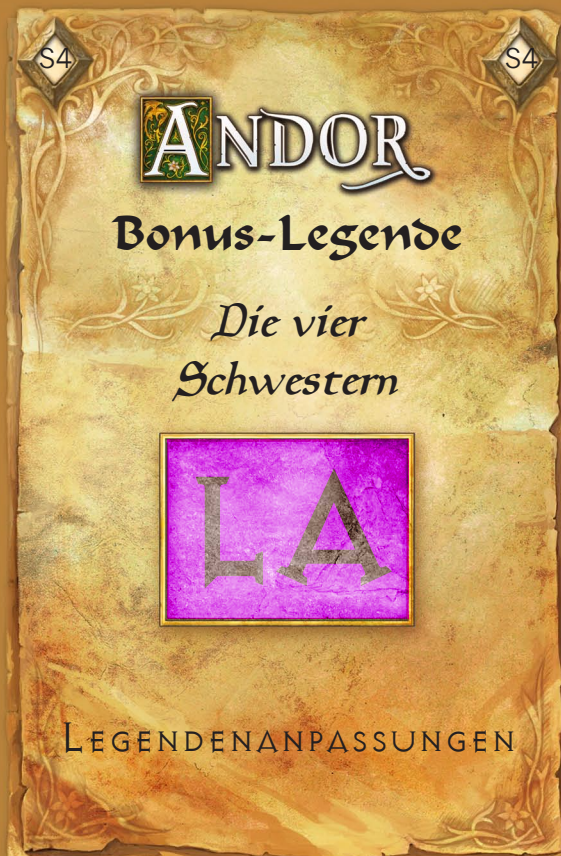 S4 S4
ANDOR
Bonus-Legende
Die vier
Schwestern
LA
LEGENDENANPASSUNGEN